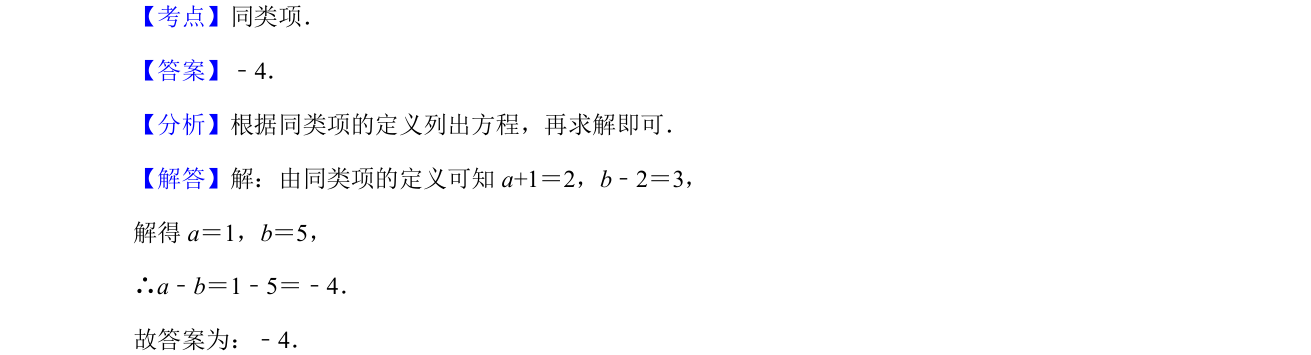 【考点】同类项．
【答案】﹣4．
【分析】根据同类项的定义列出方程，再求解即可．
【解答】解：由同类项的定义可知 a+1＝2，b﹣2＝3，
解得 a＝1，b＝5，
∴a﹣b＝1﹣5＝﹣4．
故答案为：﹣4．